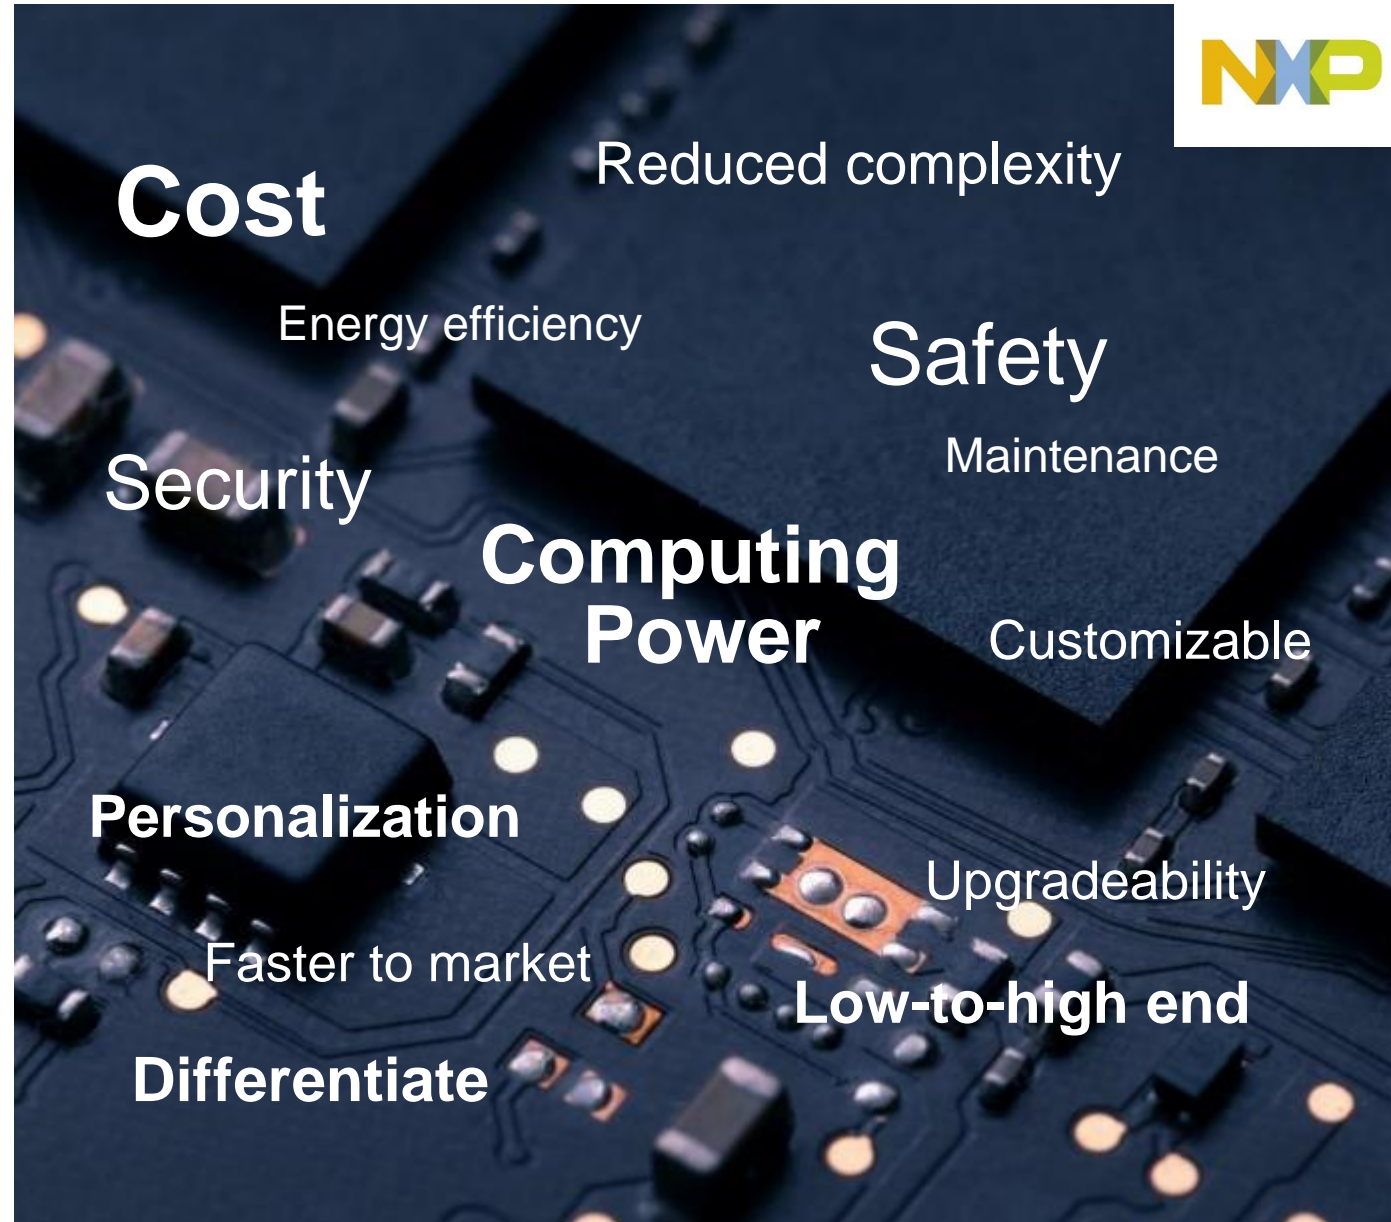 NXP
Reduced complexity
Cost
Energy efficiency
Safety
Maintenance
Security
Computing
Power
Customizable
Personalization
Upgradeability
Faster to market
Low-to-high end
Differentiate